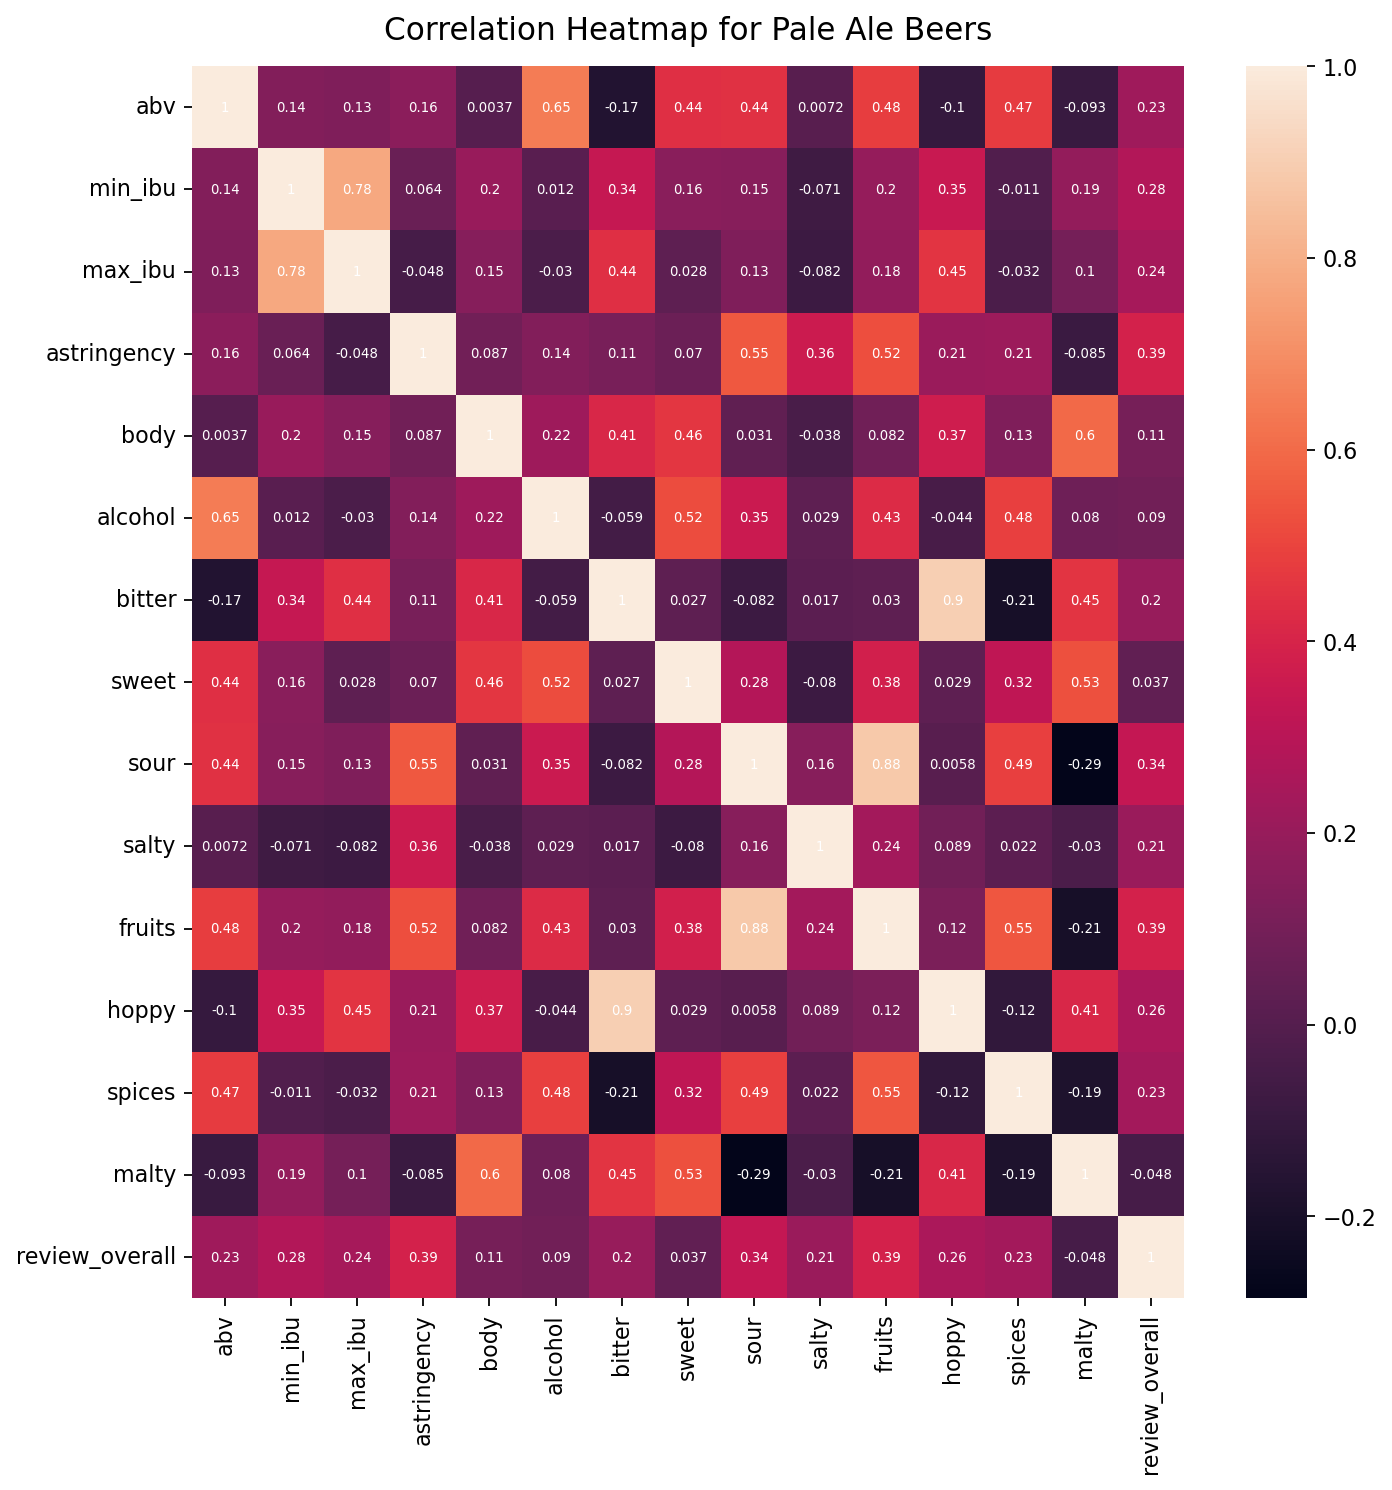 Correlation Heatmap for Pale Ale Beers
abv 1 0.14 0.13 0.16 0.0037 0.65 -0.17 0.44 0.44 0.0072 0.48 -0.1 0.47 -0.093 0.23
min_ibu 0.14 1 0.78 0.064 0.2 0.012 0.34 0.16 0.15 -0.071 0.2 0.35 -0.011 0.19 0.28
max_ibu 0.13 0.78 1 -0.048 0.15 -0.03 0.44 0.028 0.13 -0.082 0.18 0.45 -0.032 0.1 0.24
astringency 0.16 0.064 -0.048 1 0.087 0.14 0.11 0.07 0.55 0.36 0.52 0.21 0.21 -0.085 0.39
body 0.0037 0.2 0.15 0.087 1 0.22 0.41 0.46 0.031 -0.038 0.082 0.37 0.13 0.6 0.11
alcohol 0.65 0.012 -0.03 0.14 0.22 1 -0.059 0.52 0.35 0.029 0.43 -0.044 0.48 0.08 0.09
bitter -0.17 0.34 0.44 0.11 0.41 -0.059 1 0.027 -0.082 0.017 0.03 0.9 -0.21 0.45 0.2
sweet 0.44 0.16 0.028 0.07 0.46 0.52 0.027 1 0.28 -0.08 0.38 0.029 0.32 0.53 0.037
sour 0.44 0.15 0.13 0.55 0.031 0.35 -0.082 0.28 1 0.16 0.88 0.0058 0.49 -0.29 0.34
salty 0.0072 -0.071 -0.082 0.36 -0.038 0.029 0.017 -0.08 0.16 1 0.24 0.089 0.022 -0.03 0.21
fruits 0.48 0.2 0.18 0.52 0.082 0.43 0.03 0.38 0.88 0.24 1 0.12 0.55 -0.21 0.39
hoppy -0.1 0.35 0.45 0.21 0.37 -0.044 0.9 0.029 0.0058 0.089 0.12 1 -0.12 0.41 0.26
spices 0.47 -0.011 -0.032 0.21 0.13 0.48 -0.21 0.32 0.49 0.022 0.55 -0.12 1 -0.19 0.23
malty -0.093 0.19 0.1 -0.085 0.6 0.08 0.45 0.53 -0.29 -0.03 -0.21 0.41 -0.19 1 -0.048
review_overall 0.23 0.28 0.24 0.39 0.11 0.09 0.2 0.037 0.34 0.21 0.39 0.26 0.23 -0.048 1
abv min_ibu max_ibu astringency body alcohol bitter sweet sour salty fruits hoppy spices malty review_overall
1.0
0.8
0.6
0.4
0.2
0.0
−0.2